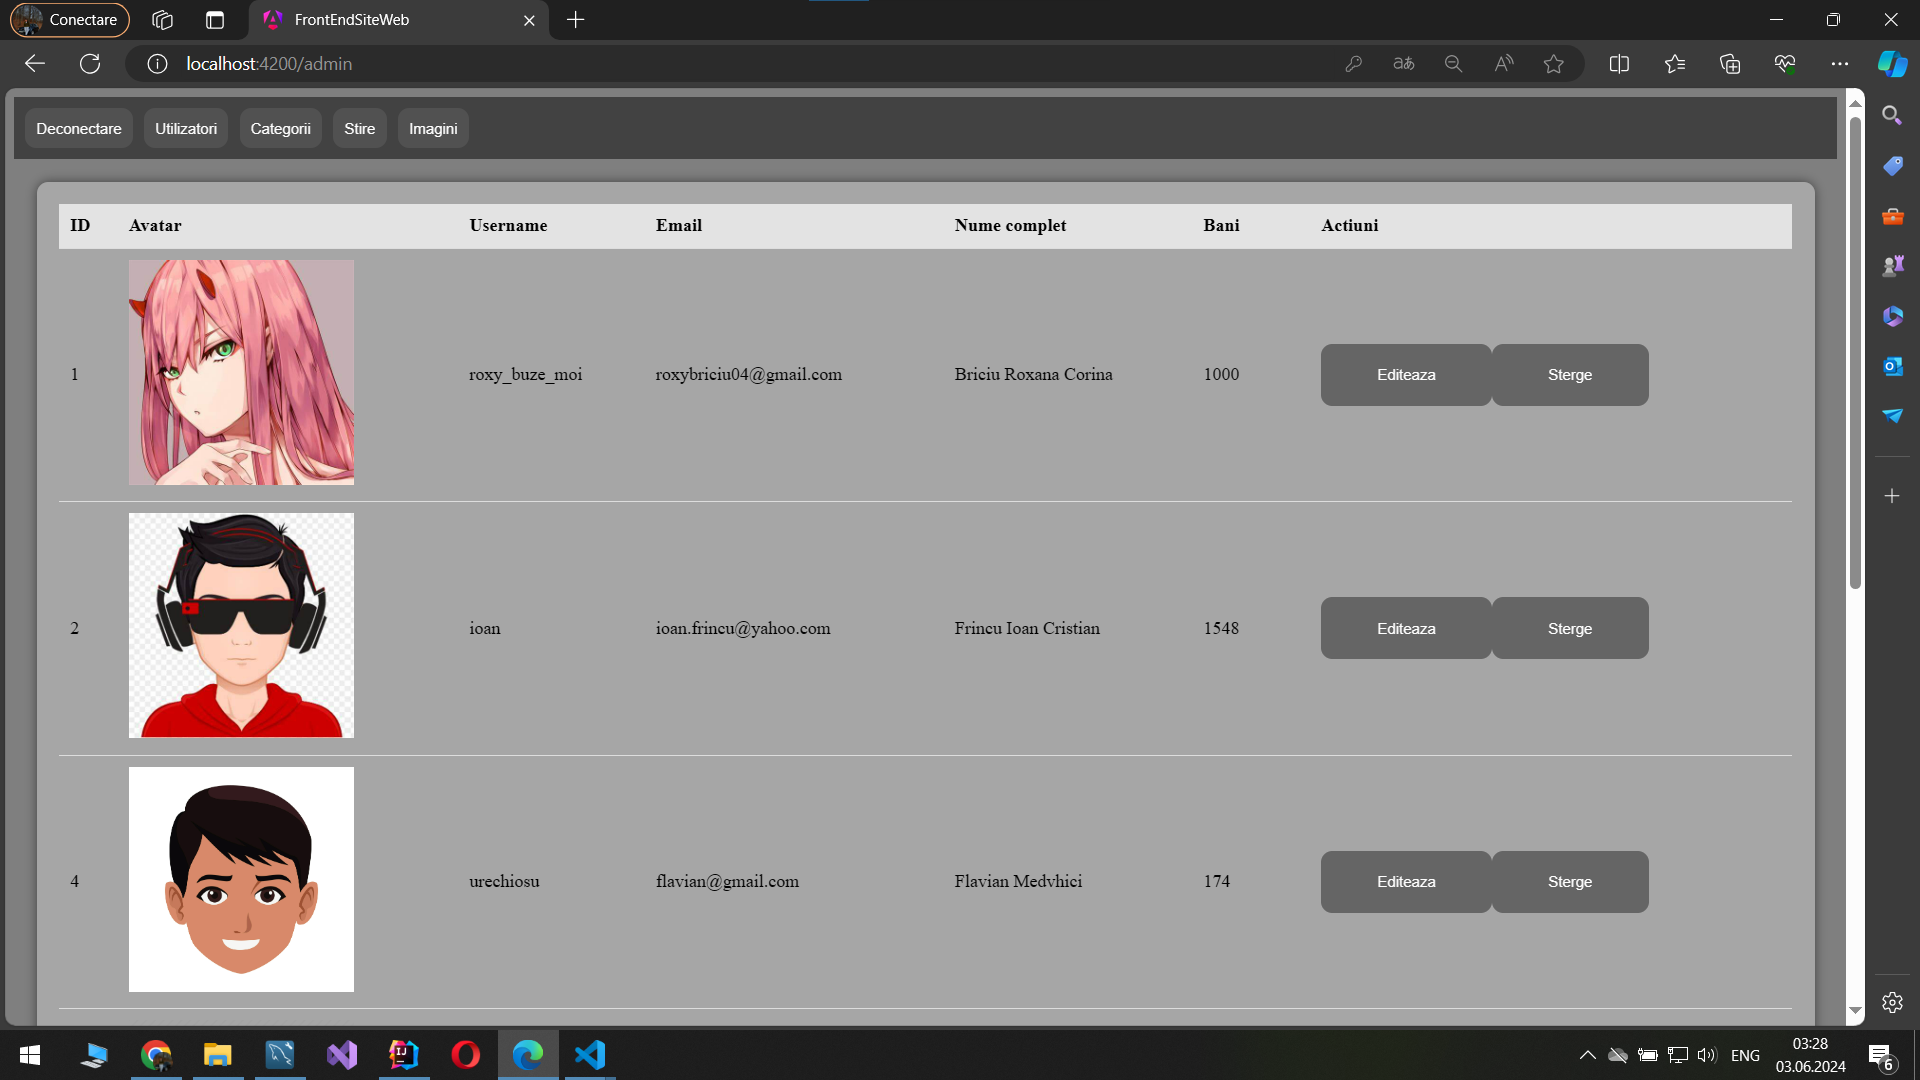 Conectare
FrontEndSiteWeb
localhost:4200/admin
aあ
Deconectare Utilizatori Categorii Stire Imagini
ID Avatar Username Email Nume complet Bani Actiuni
1 roxy_buze_moi roxybriciu04@gmail.com Briciu Roxana Corina 1000 Editeaza Sterge
2 ioan ioan.frincu@yahoo.com Frincu Ioan Cristian 1548 Editeaza Sterge
4 urechiosu flavian@gmail.com Flavian Medvhici 174 Editeaza Sterge
IJ
ENG
03:28
03.06.2024
6